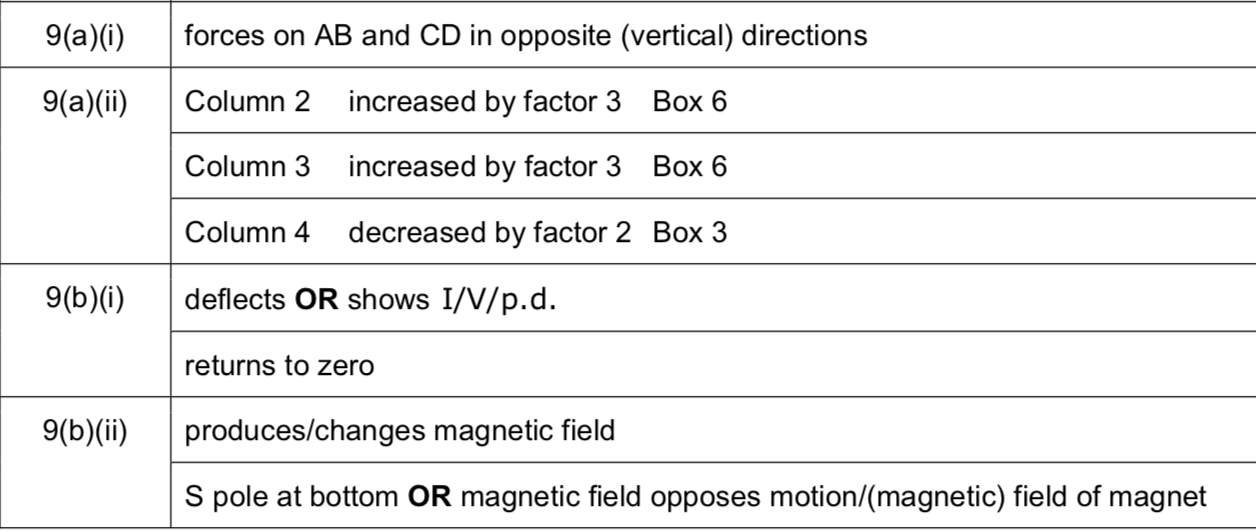 9(a)(i) forces on AB and CD in opposite (vertical) directions
9(a)(ii) Column 2 increased by factor 3 Box 6
Column 3 increased by factor 3 Box 6
Column 4 decreased by factor 2 Box 3
9(b)(i) deflects OR shows I/V/p.d.
returns to zero
9(b)(ii) produces/changes magnetic field
S pole at bottom OR magnetic field opposes motion/(magnetic) field of magnet